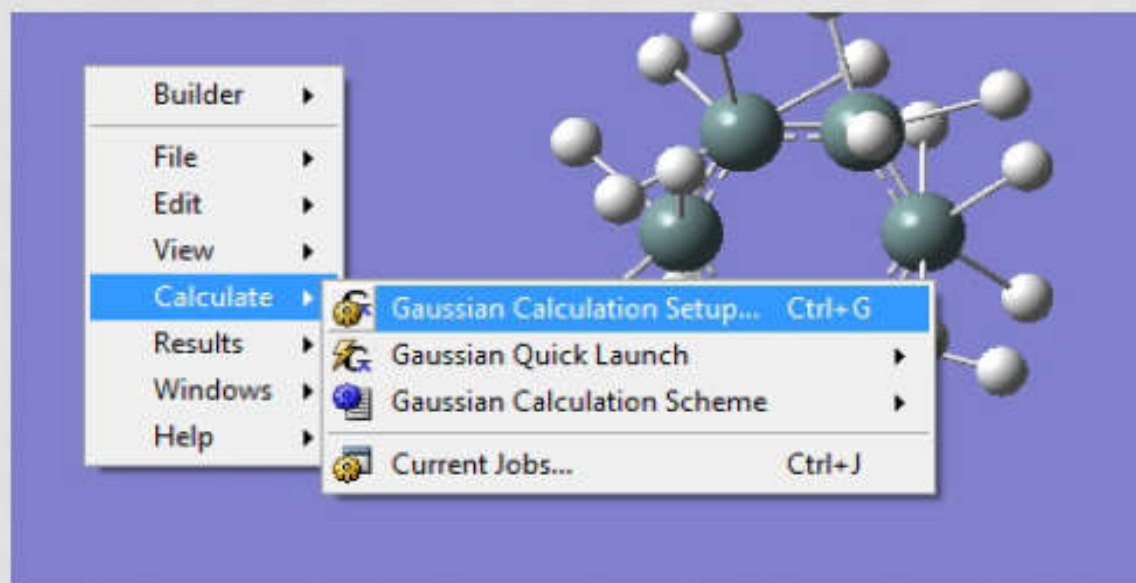 Builder
File
Edit
View
Calculate
Results
Windows
Help
Gaussian Calculation Setup... Ctrl+G
Gaussian Quick Launch
Gaussian Calculation Scheme
Current Jobs... Ctrl+J